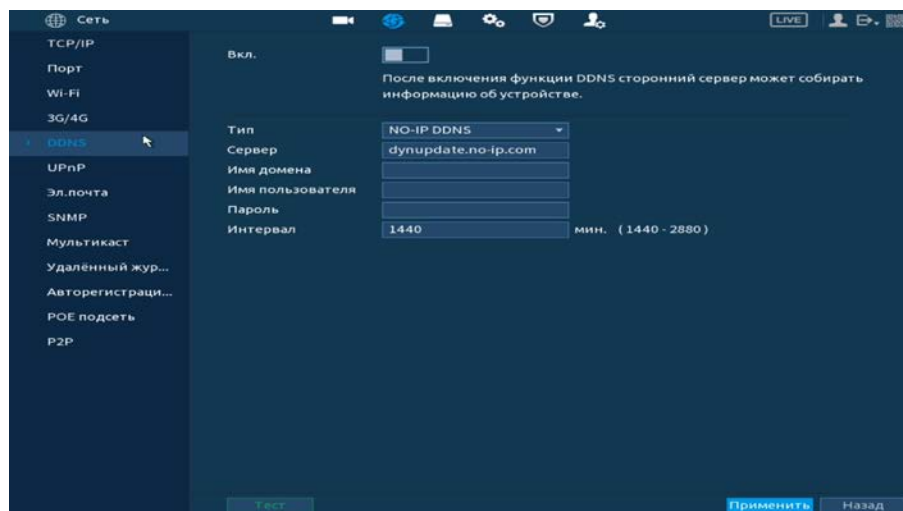 Сеть
LIVE
TCP/IP
Порт
Wi-Fi
3G/4G
DDNS
UPnP
Эл.почта
SNMP
Мультикаст
Удалённый жур...
Авторегистраци...
POE подсеть
P2P
Вкл.
После включения функции DDNS сторонний сервер может собирать
информацию об устройстве.
Тип NO-IP DDNS
Сервер dynupdate.no-ip.com
Имя домена
Имя пользователя
Пароль
Интервал 1440 мин. (1440 - 2880)
Тест
Применить
Назад